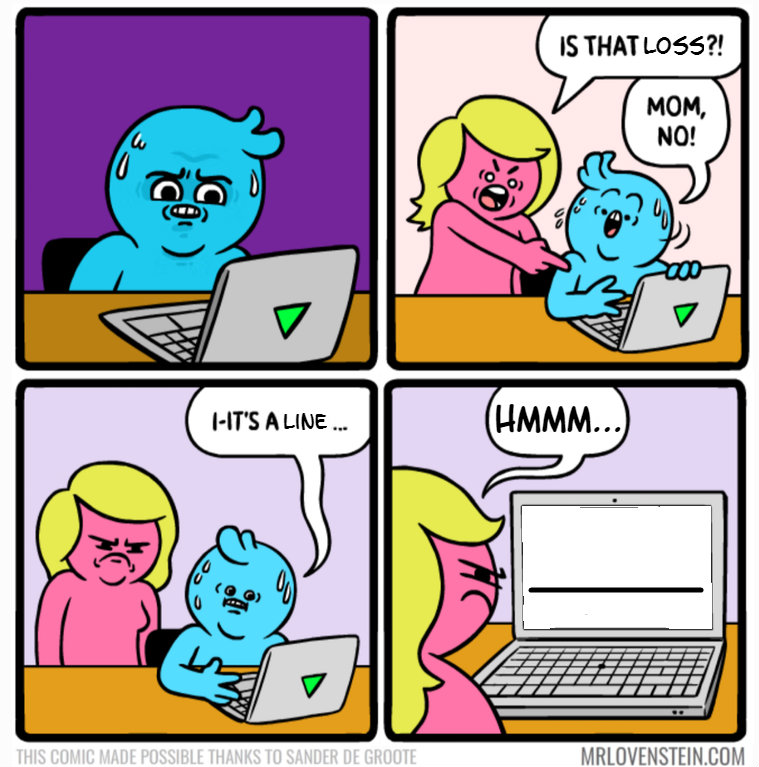 IS THAT LOSS?!
MOM,
NO!
I-IT'S A LINE ...
HMMM...
THIS COMIC MADE POSSIBLE THANKS TO SANDER DE GROOTE
MRLOVENSTEIN.COM